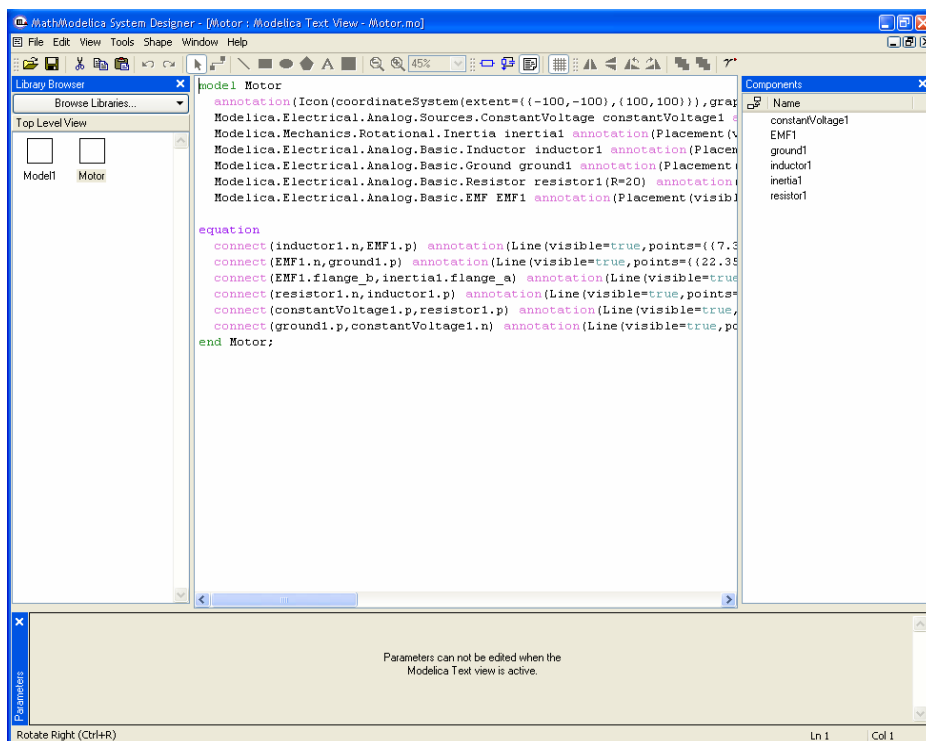 MathModelica System Designer - [Motor : Modelica Text View - Motor.mo]
File Edit View Tools Shape Window Help
45%
Library Browser
Browse Libraries...
Top Level View
Model1 Motor
model Motor
annotation(Icon(coordinateSystem(extent={{-100,-100},{100,100}}),grap
Modelica.Electrical.Analog.Sources.ConstantVoltage constantVoltage1 a
Modelica.Mechanics.Rotational.Inertia inertia1 annotation(Placement(v
Modelica.Electrical.Analog.Basic.Inductor inductor1 annotation(Placem
Modelica.Electrical.Analog.Basic.Ground ground1 annotation(Placement(
Modelica.Electrical.Analog.Basic.Resistor resistor1(R=20) annotation(
Modelica.Electrical.Analog.Basic.EMF EMF1 annotation(Placement(visibl
equation
connect(inductor1.n,EMF1.p) annotation(Line(visible=true,points={{7.3
connect(EMF1.n,ground1.p) annotation(Line(visible=true,points={{22.35
connect(EMF1.flange_b,inertia1.flange_a) annotation(Line(visible=true
connect(resistor1.n,inductor1.p) annotation(Line(visible=true,points=
connect(constantVoltage1.p,resistor1.p) annotation(Line(visible=true,
connect(ground1.p,constantVoltage1.n) annotation(Line(visible=true,po
end Motor;
Components
Name
constantVoltage1
EMF1
ground1
inductor1
inertia1
resistor1
Parameters
Parameters can not be edited when the
Modelica Text view is active.
Rotate Right (Ctrl+R)
Ln 1 Col 1